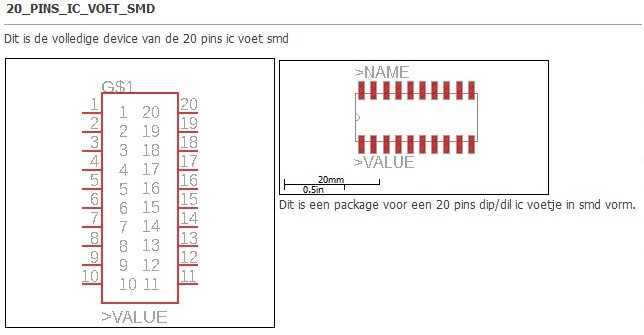 20_PINS_IC_VOET_SMD
Dit is de volledige device van de 20 pins ic voet smd
G$1
1 1 20 20
2 2 19 19
3 3 18 18
4 4 17 17
5 5 16 16
6 6 15 15
7 7 14 14
8 8 13 13
9 9 12 12
10 10 11 11
>VALUE
>NAME
>VALUE
20mm
0.5in
Dit is een package voor een 20 pins dip/dil ic voetje in smd vorm.